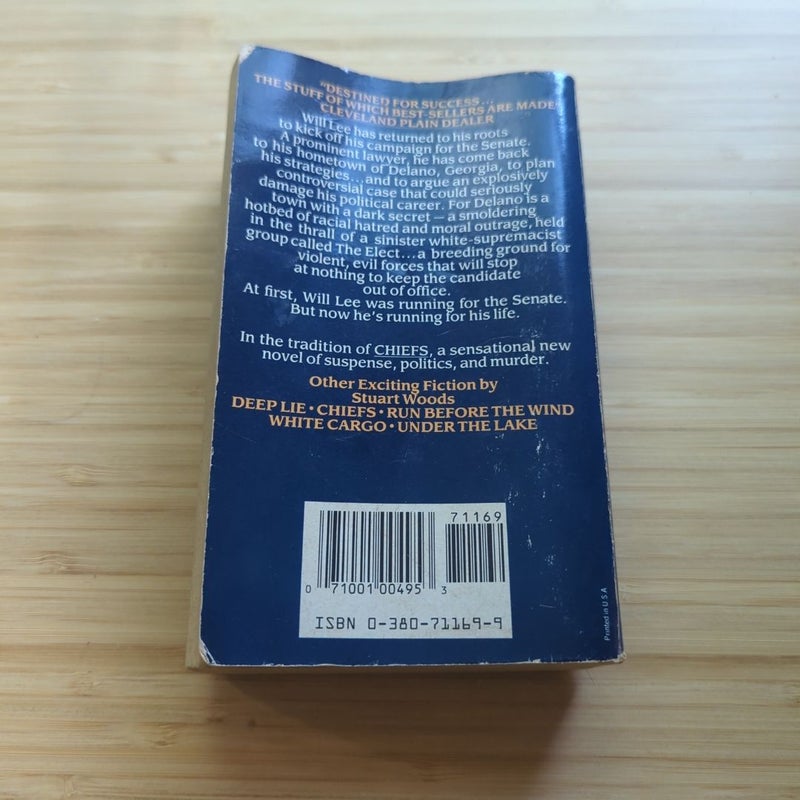 "DESTINED FOR SUCCESS...
THE STUFF OF WHICH BEST-SELLERS ARE MADE"
CLEVELAND PLAIN DEALER
Will Lee has returned to his roots
to kick off his campaign for the Senate.
A prominent lawyer, he has come back
to his hometown of Delano, Georgia, to plan
his strategies...and to argue an explosively
controversial case that could seriously
damage his political career. For Delano is a
town with a dark secret — a smoldering
hotbed of racial hatred and moral outrage, held
in the thrall of a sinister white-supremacist
group called The Elect...a breeding ground for
violent, evil forces that will stop
at nothing to keep the candidate
out of office.
At first, Will Lee was running for the Senate.
But now he's running for his life.
In the tradition of CHIEFS, a sensational new
novel of suspense, politics, and murder.
Other Exciting Fiction by
Stuart Woods
DEEP LIE • CHIEFS • RUN BEFORE THE WIND
WHITE CARGO • UNDER THE LAKE
71169
0 71001 00495 3
ISBN 0-380-71169-9
Printed in U.S.A.